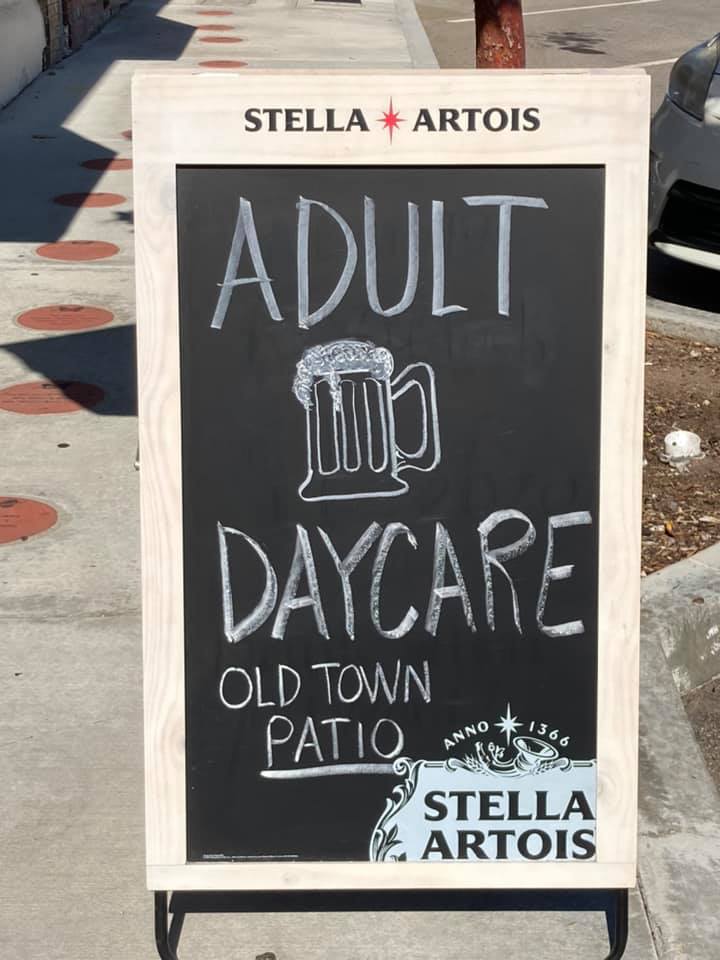 STELLA ARTOIS
ADULT
DAYCARE
OLD TOWN
PATIO
ANNO 1366
STELLA
ARTOIS